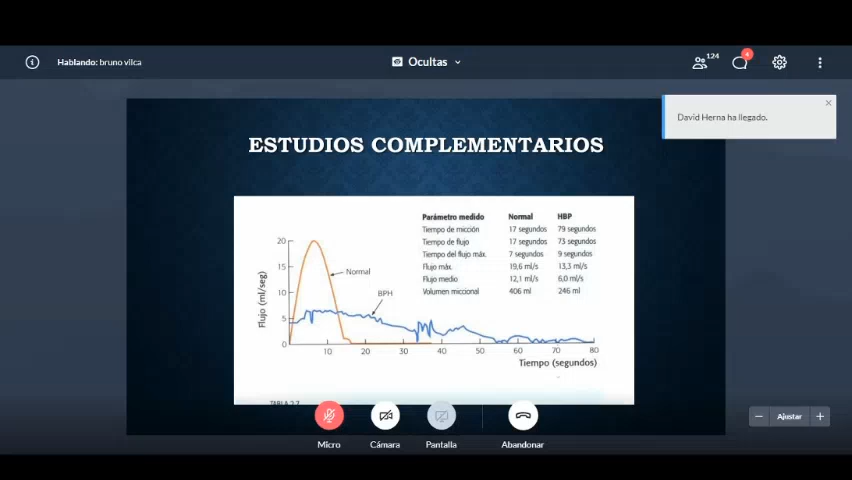 Hablando: bruno vilca
Ocultas
124
4
David Herna ha llegado.
ESTUDIOS COMPLEMENTARIOS
Parámetro medido Normal HBP
Tiempo de micción 17 segundos 79 segundos
Tiempo de flujo 17 segundos 73 segundos
Tiempo del flujo máx. 7 segundos 9 segundos
Flujo máx. 19,6 ml/s 13,3 ml/s
Flujo medio 12,1 ml/s 6,0 ml/s
Volumen miccional 406 ml 246 ml
Flujo (ml/seg)
20
15
10
5
0
Normal
BPH
10 20 30 40 50 60 70 80
Tiempo (segundos)
TABLA 2.7
Ajustar
Micro Cámara Pantalla Abandonar